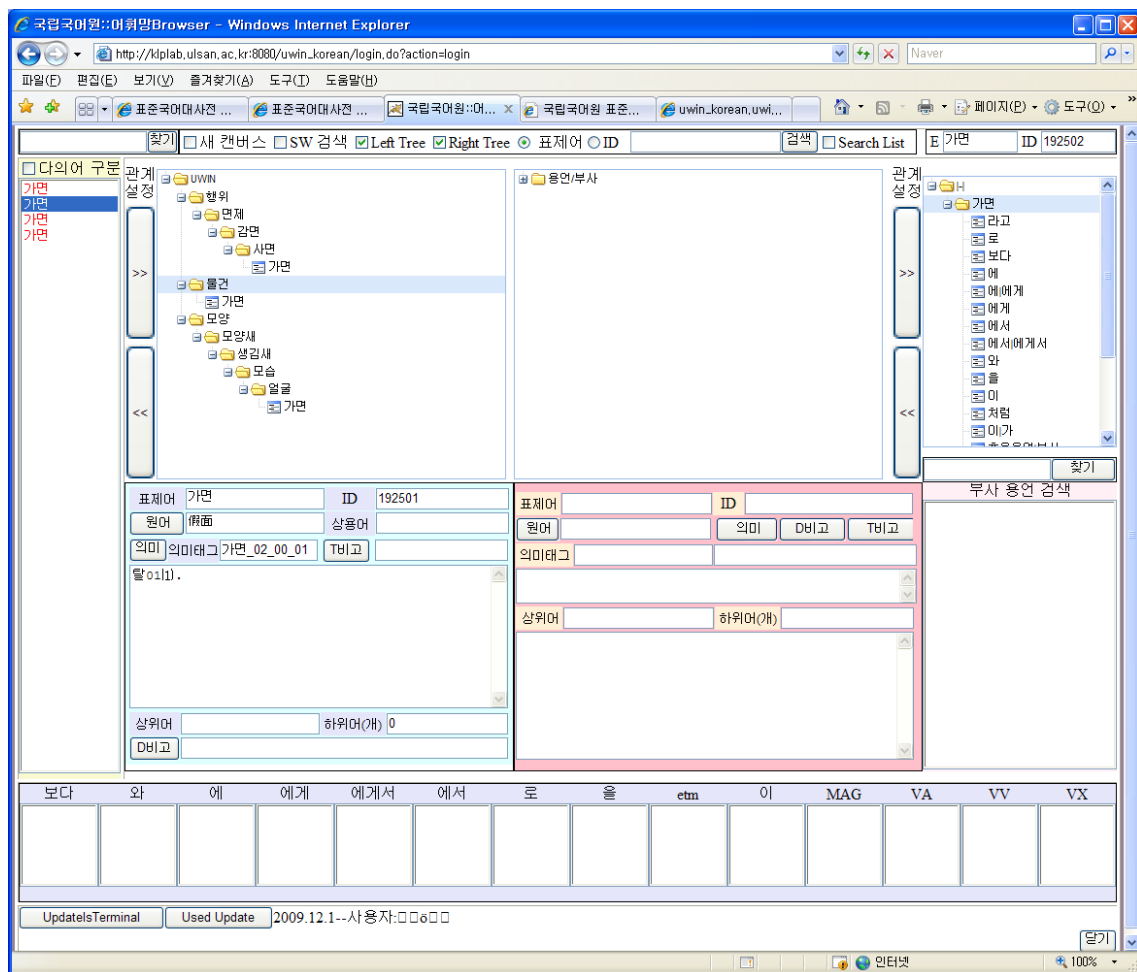 국립국어원::어휘망Browser - Windows Internet Explorer
http://klplab.ulsan.ac.kr:8080/uwin_korean/login.do?action=login
Naver
파일(F) 편집(E) 보기(V) 즐겨찾기(A) 도구(T) 도움말(H)
표준국어대사전 ... 표준국어대사전 ... 국립국어원::어... x 국립국어원 표준... uwin_korean,uwi... 페이지(P) 도구(O) »
찾기 새 캔버스 SW 검색 Left Tree Right Tree 표제어 ID 검색 Search List E 가면 ID 192502
다의어 구분
가면
가면
가면
가면
관계
설정
>>
<<
UWIN
행위
면제
감면
사면
가면
물건
가면
모양
모양새
생김새
모습
얼굴
가면
용언/부사
관계
설정
>>
<<
H
가면
라고
로
보다
에
에|에게
에게
에서
에서|에게서
와
을
이
처럼
이|가
찾기
부사 용언 검색
표제어 가면 ID 192501
원어 假面 상용어
의미 의미태그 가면_02_00_01 T비고
탈01(1).
상위어 하위어(개) 0
D비고
표제어 ID
원어 의미 D비고 T비고
의미태그
상위어 하위어(개)
보다 와 에 에게 에게서 에서 로 을 etm 이 MAG VA VV VX
UpdateIsTerminal Used Update 2009.12.1--사용자:□□ö□□
닫기
인터넷 100%